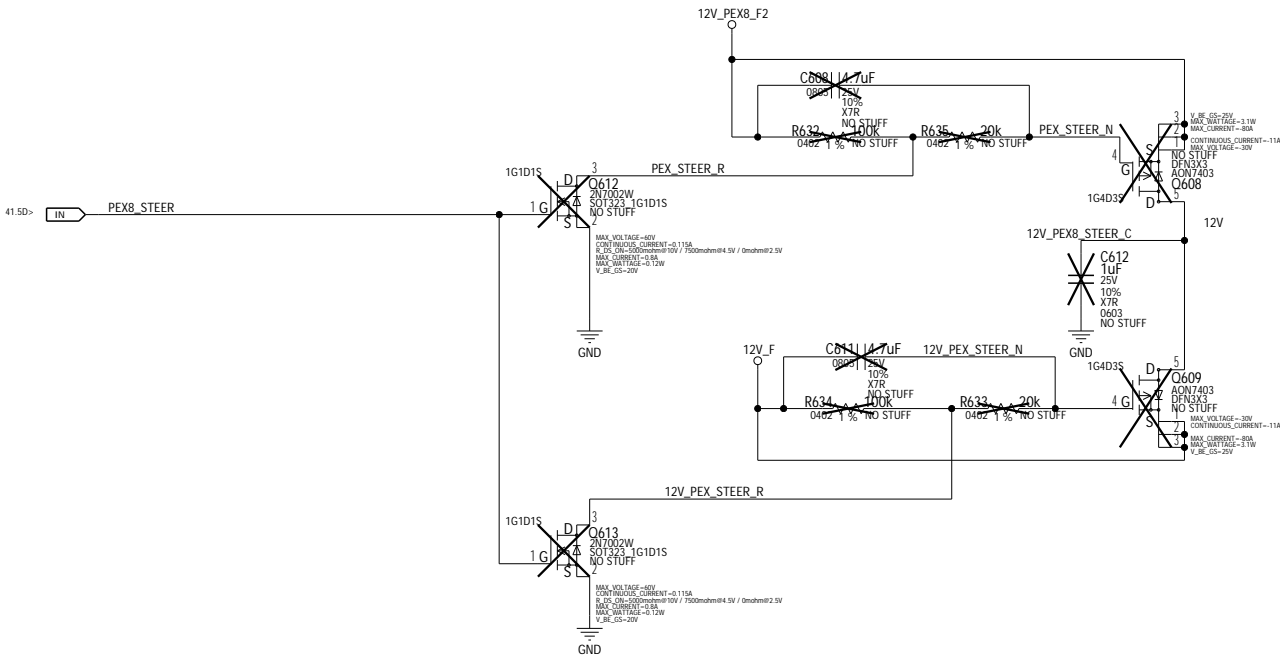 12V_PEX8_F2
C608 4.7uF
0805 25V
10%
X7R
NO STUFF
R632 100k
0402 1 % NO STUFF
R635 20k
0402 1 % NO STUFF
PEX_STEER_N
3
2
1
V_BE_GS=25V
MAX_WATTAGE=3.1W
MAX_CURRENT=-80A
CONTINUOUS_CURRENT=-11A
MAX_VOLTAGE=-30V
NO STUFF
DFN3X3
AON7403
Q608
4
G
S
D
5
1G4D3S
PEX_STEER_R
1G1D1S
D 3
Q612
2N7002W
SOT323_1G1D1S
NO STUFF
1 G
S 2
MAX_VOLTAGE=60V
CONTINUOUS_CURRENT=0.115A
R_DS_ON=5000mohm@10V / 7500mohm@4.5V / 0mohm@2.5V
MAX_CURRENT=0.8A
MAX_WATTAGE=0.12W
V_BE_GS=20V
GND
41.5D> IN PEX8_STEER
12V
12V_PEX8_STEER_C
C612
1uF
25V
10%
X7R
0603
NO STUFF
GND
12V_F
C611 4.7uF
0805 25V
10%
X7R
NO STUFF
12V_PEX_STEER_N
R634 100k
0402 1 % NO STUFF
R633 20k
0402 1 % NO STUFF
1G4D3S
D 5
Q609
AON7403
DFN3X3
NO STUFF
4 G
S
1
2
3
MAX_VOLTAGE=-30V
CONTINUOUS_CURRENT=-11A
MAX_CURRENT=-80A
MAX_WATTAGE=3.1W
V_BE_GS=25V
12V_PEX_STEER_R
1G1D1S
D 3
Q613
2N7002W
SOT323_1G1D1S
NO STUFF
1 G
S 2
MAX_VOLTAGE=60V
CONTINUOUS_CURRENT=0.115A
R_DS_ON=5000mohm@10V / 7500mohm@4.5V / 0mohm@2.5V
MAX_CURRENT=0.8A
MAX_WATTAGE=0.12W
V_BE_GS=20V
GND